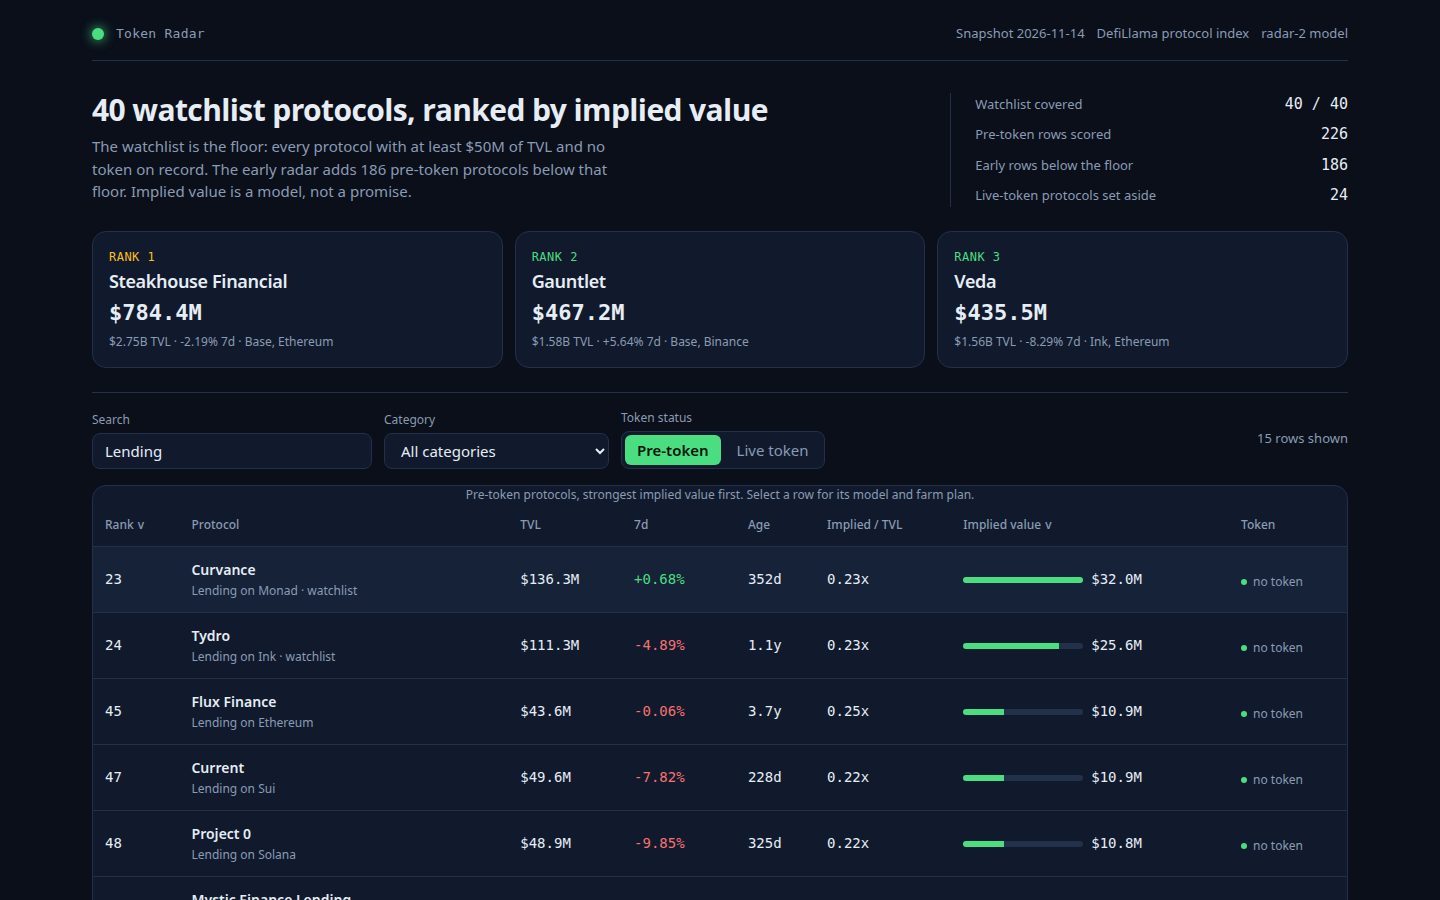 Token Radar
Snapshot 2026-11-14 DefiLlama protocol index radar-2 model
40 watchlist protocols, ranked by implied value
The watchlist is the floor: every protocol with at least $50M of TVL and no
token on record. The early radar adds 186 pre-token protocols below that
floor. Implied value is a model, not a promise.
Watchlist covered 40 / 40
Pre-token rows scored 226
Early rows below the floor 186
Live-token protocols set aside 24
RANK 1
Steakhouse Financial
$784.4M
$2.75B TVL · -2.19% 7d · Base, Ethereum
RANK 2
Gauntlet
$467.2M
$1.58B TVL · +5.64% 7d · Base, Binance
RANK 3
Veda
$435.5M
$1.56B TVL · -8.29% 7d · Ink, Ethereum
Search
Lending
Category
All categories
Token status
Pre-token Live token
15 rows shown
Pre-token protocols, strongest implied value first. Select a row for its model and farm plan.
Rank v Protocol TVL 7d Age Implied / TVL Implied value v Token
23 Curvance $136.3M +0.68% 352d 0.23x $32.0M no token
Lending on Monad · watchlist
24 Tydro $111.3M -4.89% 1.1y 0.23x $25.6M no token
Lending on Ink · watchlist
45 Flux Finance $43.6M -0.06% 3.7y 0.25x $10.9M no token
Lending on Ethereum
47 Current $49.6M -7.82% 228d 0.22x $10.9M no token
Lending on Sui
48 Project 0 $48.9M -9.85% 325d 0.22x $10.8M no token
Lending on Solana
Mystic Finance Lending